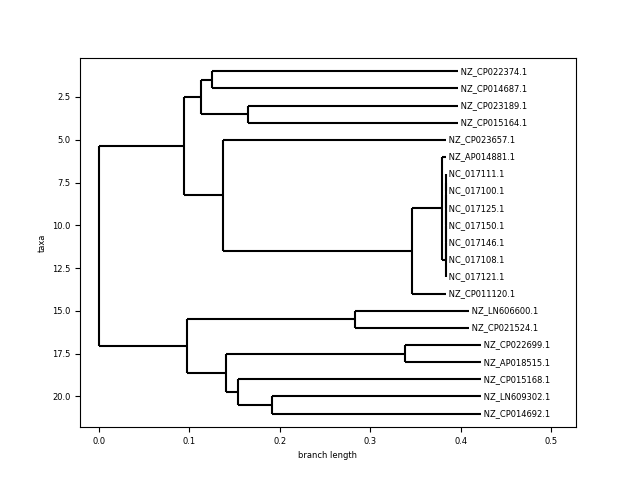 NZ_CP022374.1
NZ_CP014687.1
2.5
NZ_CP023189.1
NZ_CP015164.1
5.0
NZ_CP023657.1
NZ_AP014881.1
NC_017111.1
7.5
NC_017100.1
NC_017125.1
10.0
NC_017150.1
taxa
NC_017146.1
NC_017108.1
12.5
NC_017121.1
NZ_CP011120.1
15.0
NZ_LN606600.1
NZ_CP021524.1
NZ_CP022699.1
17.5
NZ_AP018515.1
NZ_CP015168.1
20.0
NZ_LN609302.1
NZ_CP014692.1
0.0 0.1 0.2 0.3 0.4 0.5
branch length